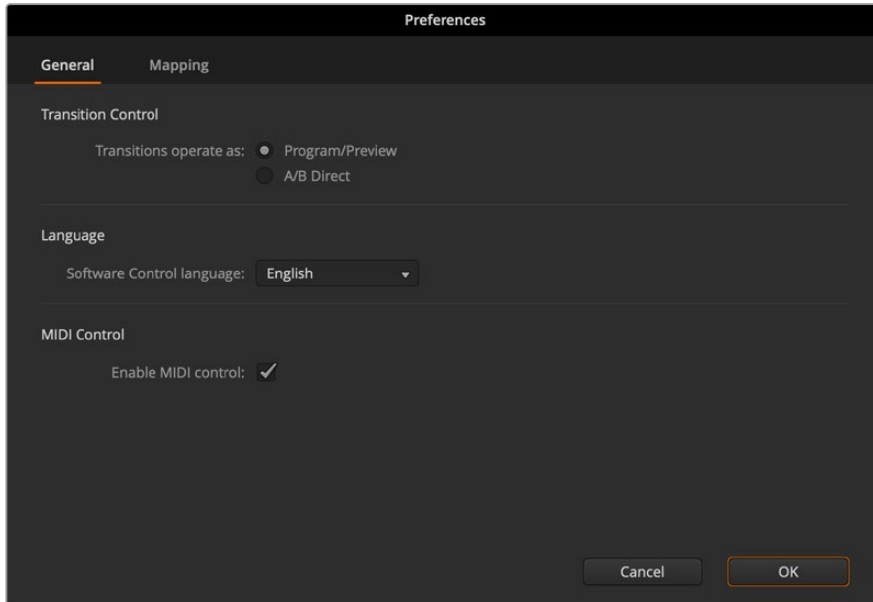 Preferences
General Mapping
Transition Control
Transitions operate as: Program/Preview
A/B Direct
Language
Software Control language: English
MIDI Control
Enable MIDI control:
Cancel OK